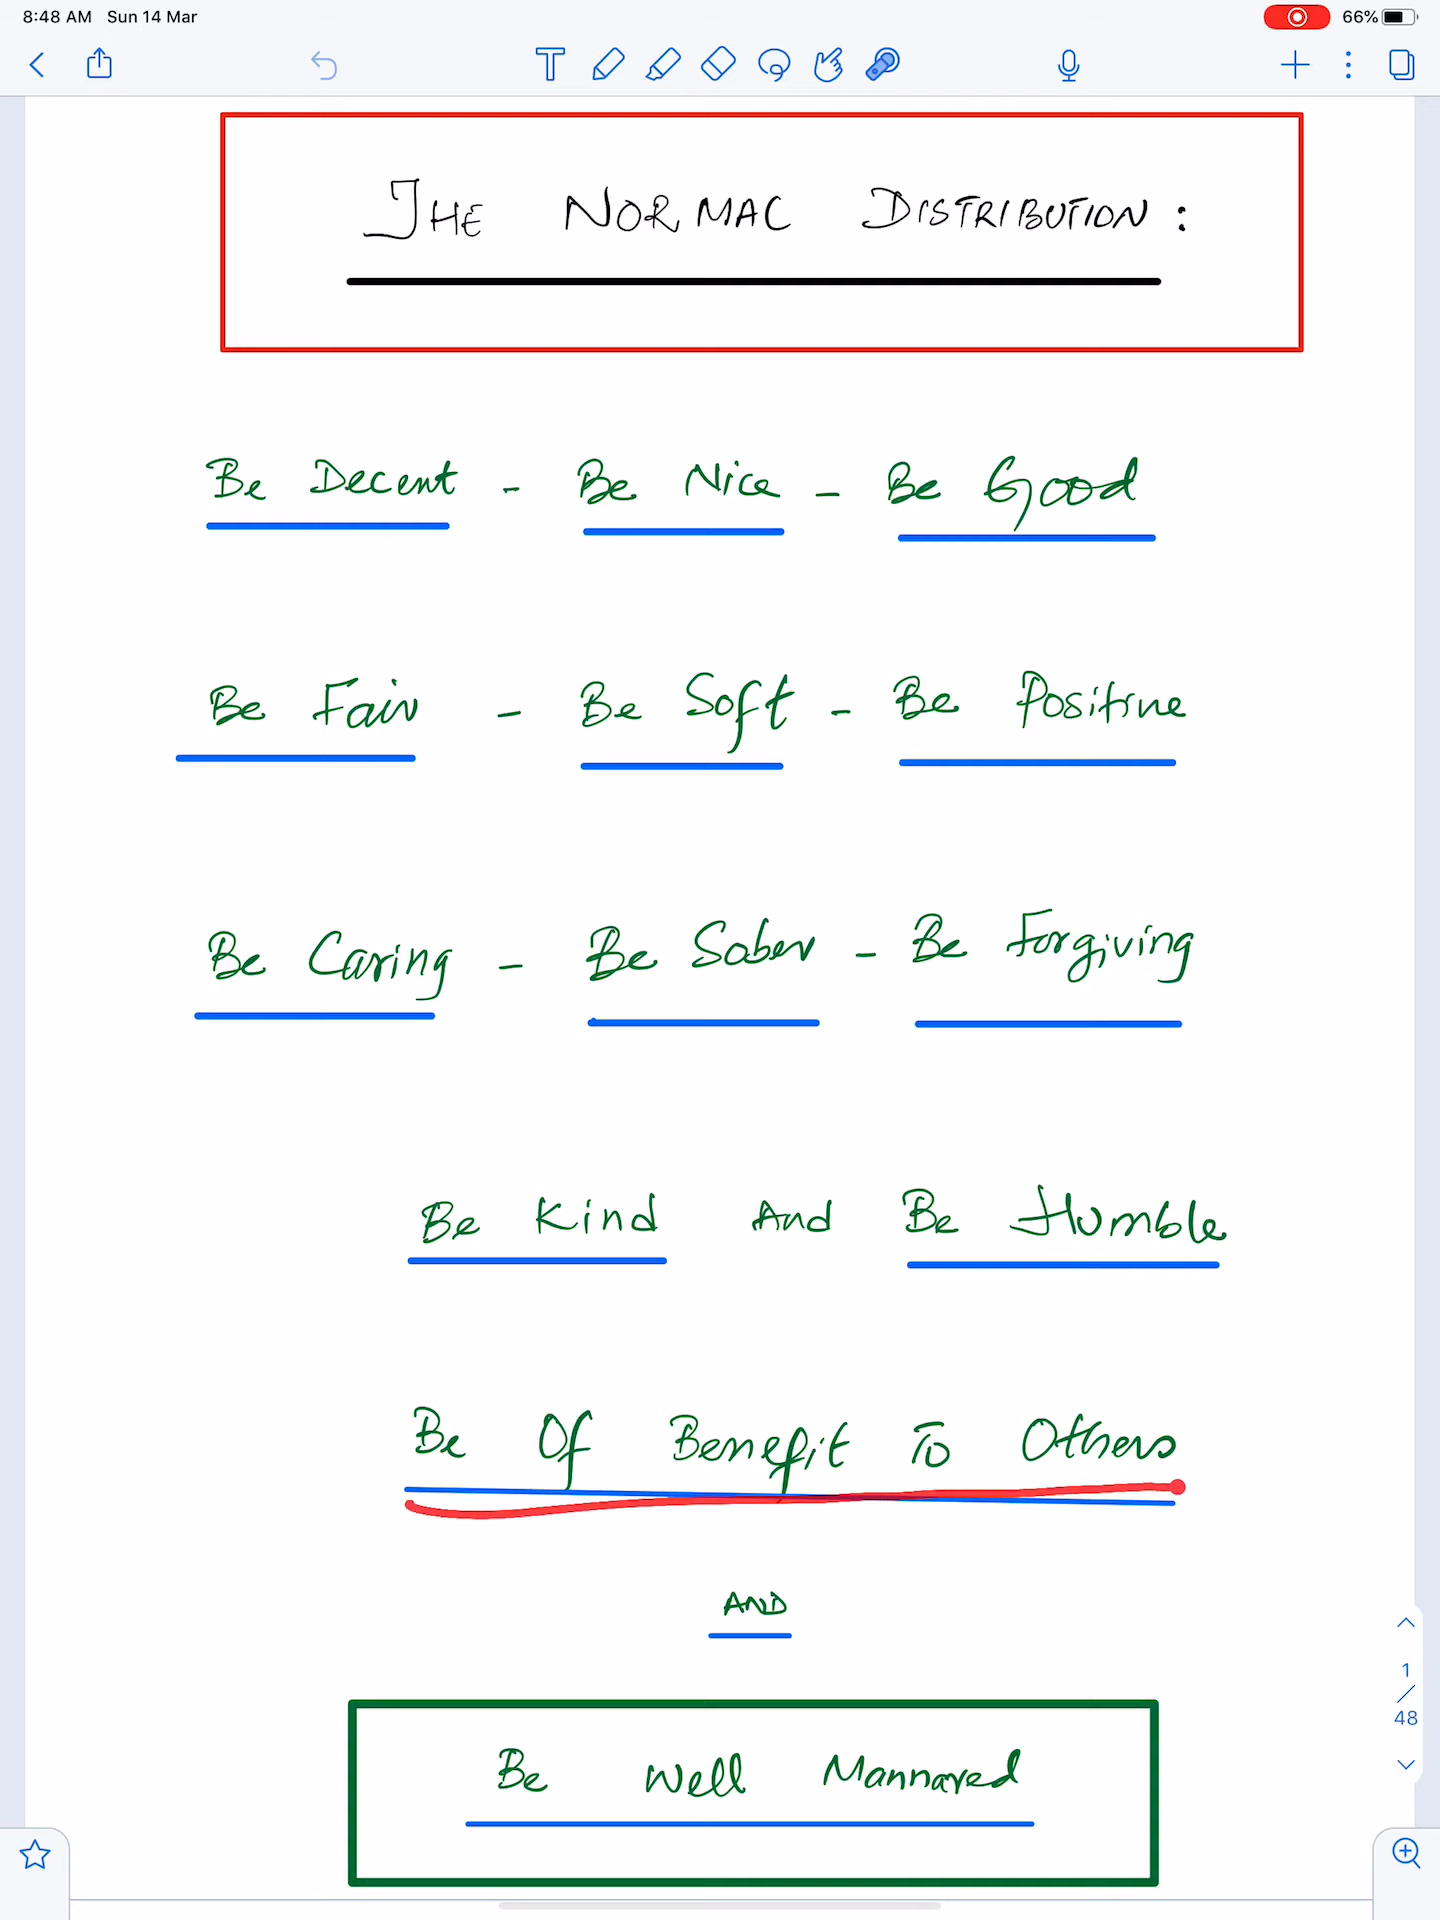 8:48 AM Sun 14 Mar 66%
THE NORMAL DISTRIBUTION:
Be Decent - Be Nice - Be Good
Be Fair - Be Soft - Be Positive
Be Caring - Be Sober - Be Forgiving
Be Kind And Be Humble
Be Of Benefit To Others
AND
1
/
48
Be Well Mannared